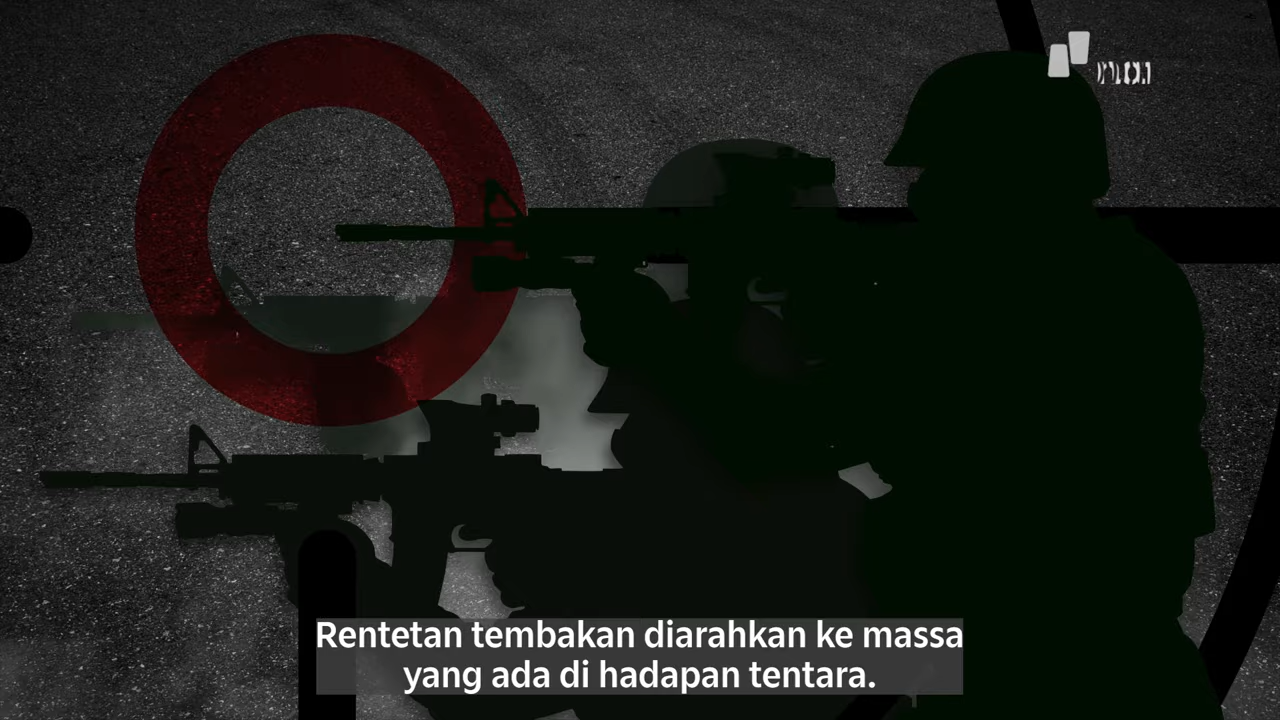 Rentetan tembakan diarahkan ke massa
yang ada di hadapan tentara.